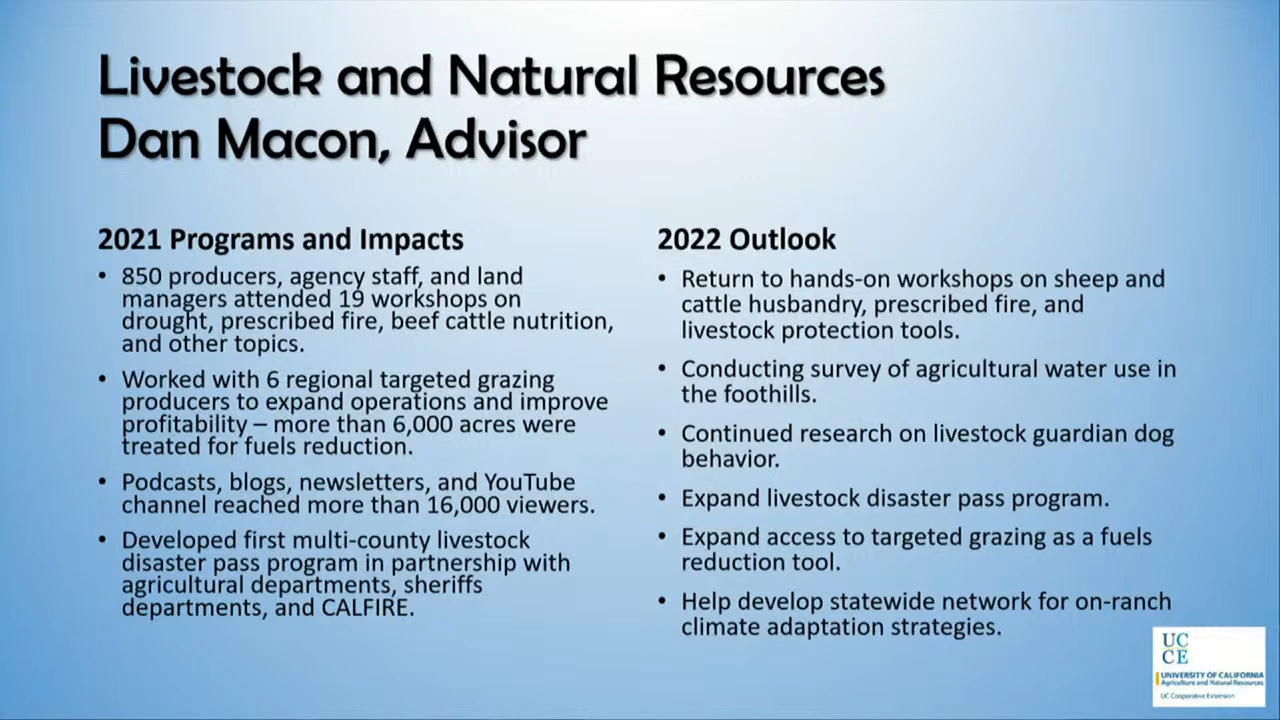 Livestock and Natural Resources
Dan Macon, Advisor
2021 Programs and Impacts
• 850 producers, agency staff, and land
managers attended 19 workshops on
drought, prescribed fire, beef cattle nutrition,
and other topics.
• Worked with 6 regional targeted grazing
producers to expand operations and improve
profitability – more than 6,000 acres were
treated for fuels reduction.
• Podcasts, blogs, newsletters, and YouTube
channel reached more than 16,000 viewers.
• Developed first multi-county livestock
disaster pass program in partnership with
agricultural departments, sheriffs
departments, and CALFIRE.
2022 Outlook
• Return to hands-on workshops on sheep and
cattle husbandry, prescribed fire, and
livestock protection tools.
• Conducting survey of agricultural water use in
the foothills.
• Continued research on livestock guardian dog
behavior.
• Expand livestock disaster pass program.
• Expand access to targeted grazing as a fuels
reduction tool.
• Help develop statewide network for on-ranch
climate adaptation strategies.
UC
CE
UNIVERSITY OF CALIFORNIA
Agriculture and Natural Resources
UC Cooperative Extension